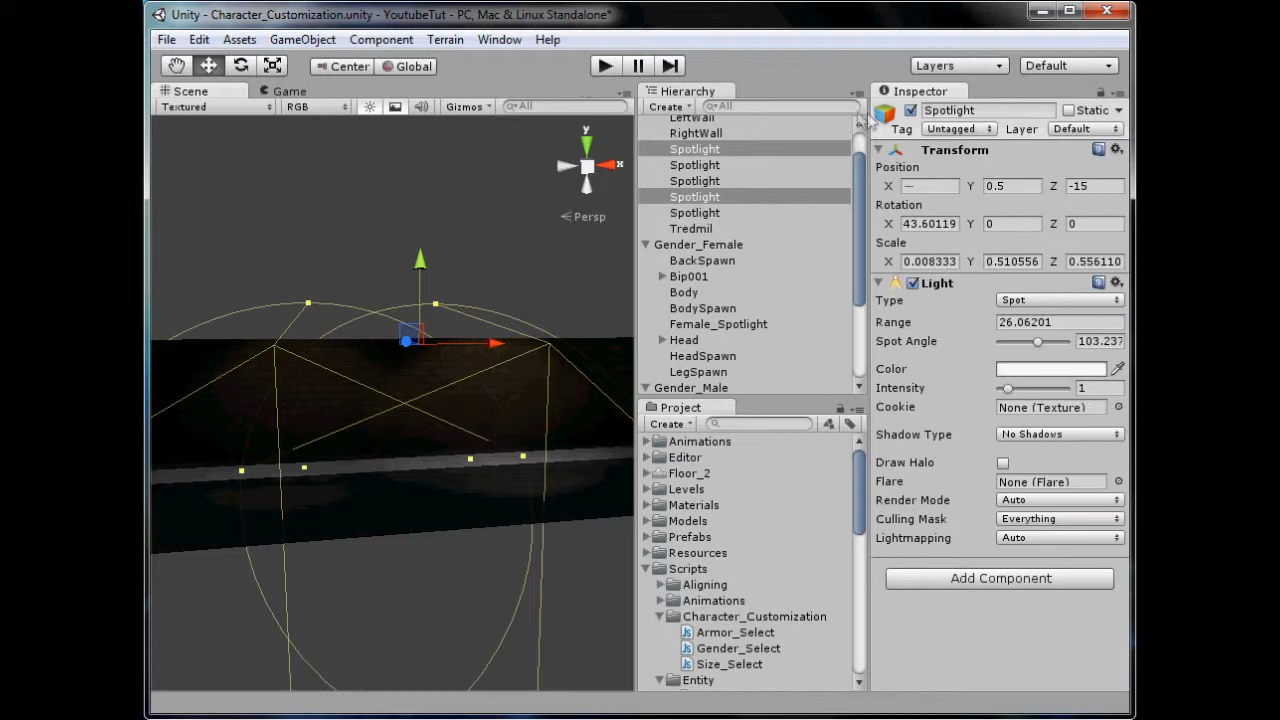 Unity - Character_Customization.unity - YoutubeTut - PC, Mac & Linux Standalone*
File Edit Assets GameObject Component Terrain Window Help
Center Global Layers Default
Scene Game
Textured RGB Gizmos All
y
x
Persp
Hierarchy
Create All
LeftWall
RightWall
Spotlight
Spotlight
Spotlight
Spotlight
Spotlight
Tredmil
Gender_Female
BackSpawn
Bip001
Body
BodySpawn
Female_Spotlight
Head
HeadSpawn
LegSpawn
Gender_Male
Project
Create
Animations
Editor
Floor_2
Levels
Materials
Models
Prefabs
Resources
Scripts
Aligning
Animations
Character_Customization
Armor_Select
Gender_Select
Size_Select
Entity
Inspector
Spotlight Static
Tag Untagged Layer Default
Transform
Position
X — Y 0.5 Z -15
Rotation
X 43.60119 Y 0 Z 0
Scale
X 0.008333 Y 0.510556 Z 0.556110
Light
Type Spot
Range 26.06201
Spot Angle 103.237
Color
Intensity 1
Cookie None (Texture)
Shadow Type No Shadows
Draw Halo
Flare None (Flare)
Render Mode Auto
Culling Mask Everything
Lightmapping Auto
Add Component